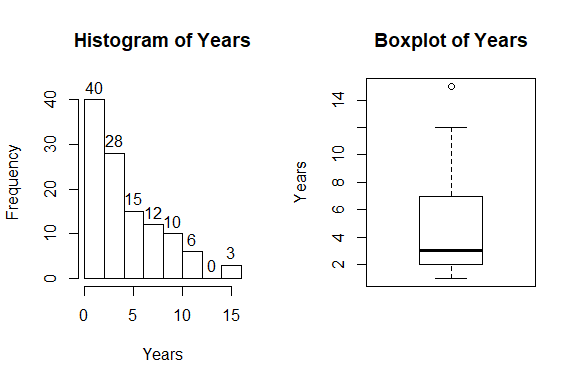 Histogram of Years
Frequency
0 10 20 30 40
40 28 15 12 10 6 0 3
0 5 10 15
Years
Boxplot of Years
Years
2 4 6 8 10 14